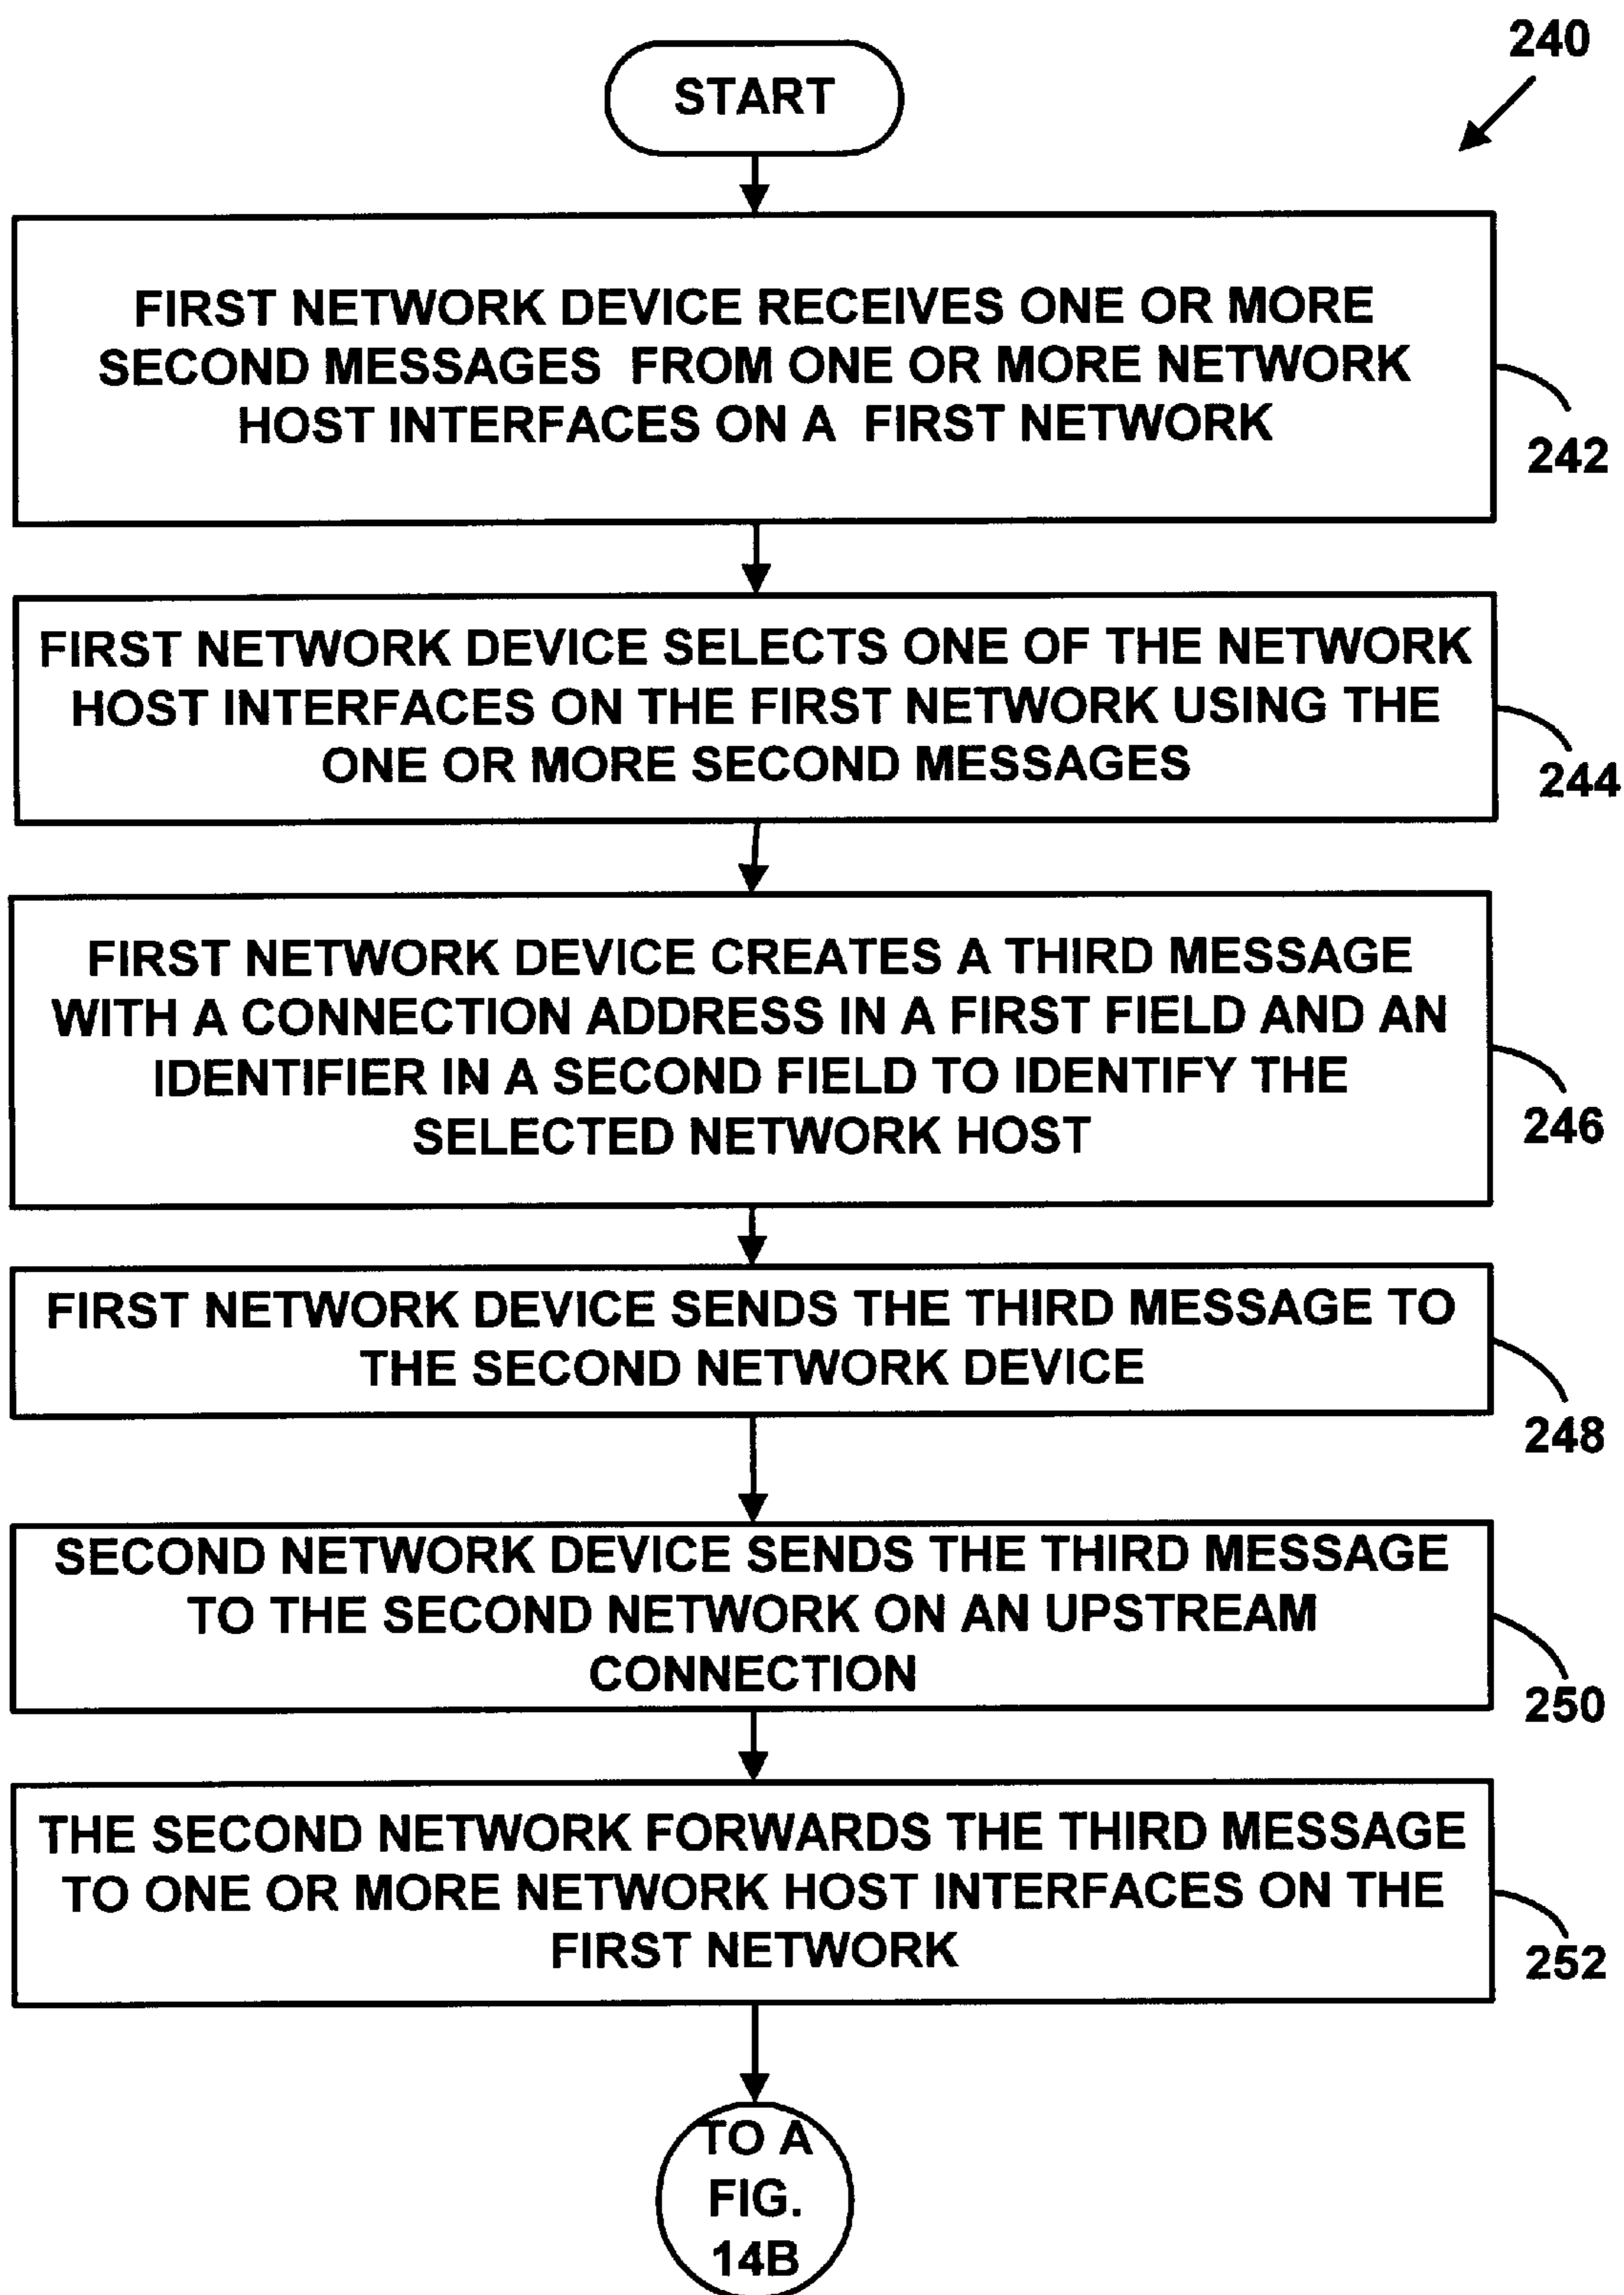 240
START
FIRST NETWORK DEVICE RECEIVES ONE OR MORE
SECOND MESSAGES FROM ONE OR MORE NETWORK
HOST INTERFACES ON A FIRST NETWORK
242
FIRST NETWORK DEVICE SELECTS ONE OF THE NETWORK
HOST INTERFACES ON THE FIRST NETWORK USING THE
ONE OR MORE SECOND MESSAGES
244
FIRST NETWORK DEVICE CREATES A THIRD MESSAGE
WITH A CONNECTION ADDRESS IN A FIRST FIELD AND AN
IDENTIFIER IN A SECOND FIELD TO IDENTIFY THE
SELECTED NETWORK HOST
246
FIRST NETWORK DEVICE SENDS THE THIRD MESSAGE TO
THE SECOND NETWORK DEVICE
248
SECOND NETWORK DEVICE SENDS THE THIRD MESSAGE
TO THE SECOND NETWORK ON AN UPSTREAM
CONNECTION
250
THE SECOND NETWORK FORWARDS THE THIRD MESSAGE
TO ONE OR MORE NETWORK HOST INTERFACES ON THE
FIRST NETWORK
252
TO A
FIG.
14B